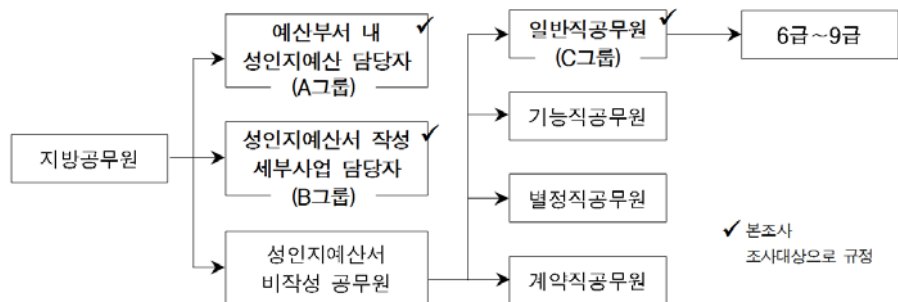 지방공무원
예산부서 내
성인지예산 담당자
(A그룹)
성인지예산서 작성
세부사업 담당자
(B그룹)
성인지예산서
비작성 공무원
일반직공무원
(C그룹)
기능직공무원
별정직공무원
계약직공무원
6급~9급
✓ 본조사
조사대상으로 규정